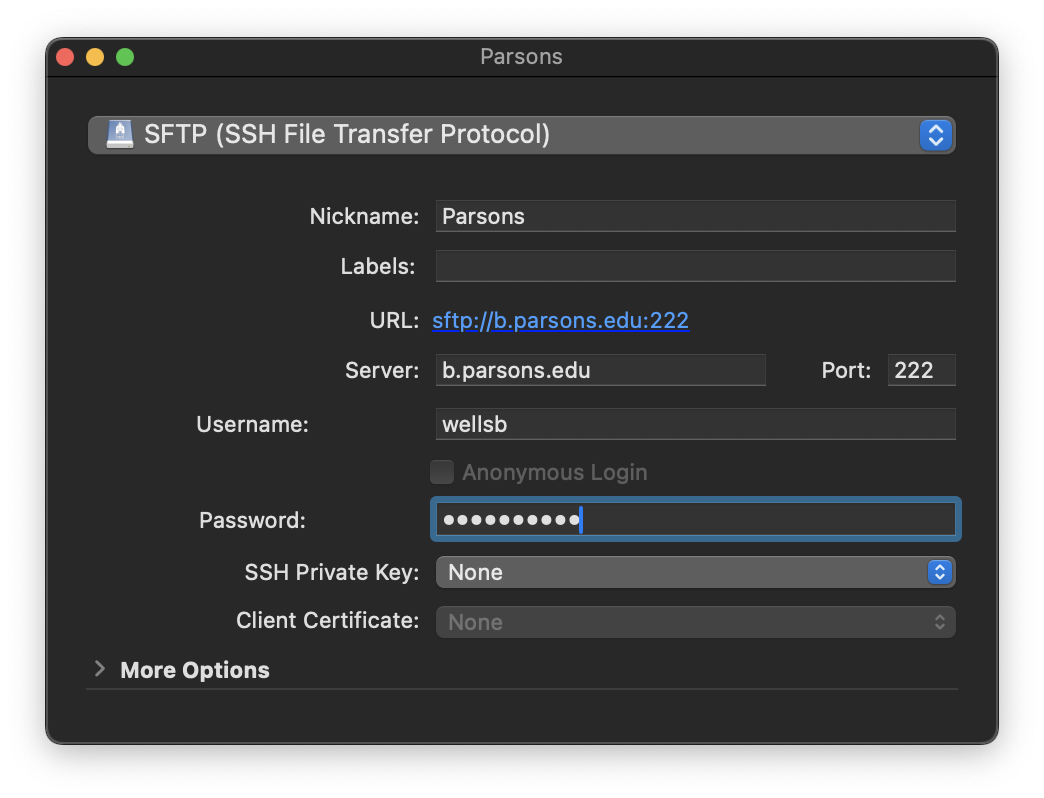 Parsons
SFTP (SSH File Transfer Protocol)
Nickname: Parsons
Labels:
URL: sftp://b.parsons.edu:222
Server: b.parsons.edu Port: 222
Username: wellsb
Anonymous Login
Password: ••••••••••
SSH Private Key: None
Client Certificate: None
More Options